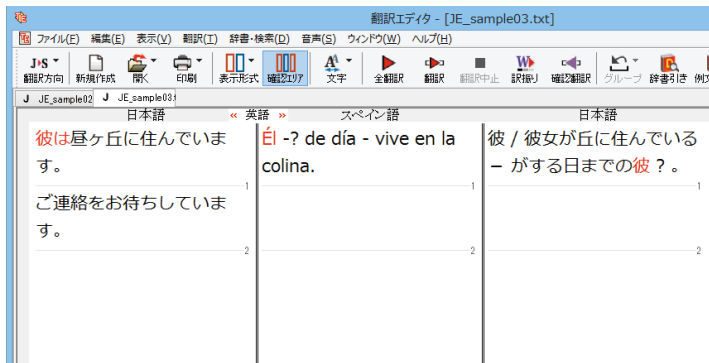 翻訳エディタ - [JE_sample03.txt]
ファイル(F) 編集(E) 表示(V) 翻訳(T) 辞書・検索(D) 音声(S) ウィンドウ(W) ヘルプ(H)
J▸S
翻訳方向 新規作成 開く 印刷 表示形式 確認エリア 文字 全翻訳 翻訳 翻訳中止 訳振り 確認翻訳 グループ 辞書引き 例文
J JE_sample02 J JE_sample03.
日本語 « 英語 » スペイン語 日本語
彼は昼ヶ丘に住んでいま
す。
1
ご連絡をお待ちしていま
す。
2
Él -? de día - vive en la
colina.
1
2
彼 / 彼女が丘に住んでいる
– がする日までの彼 ? 。
1
2